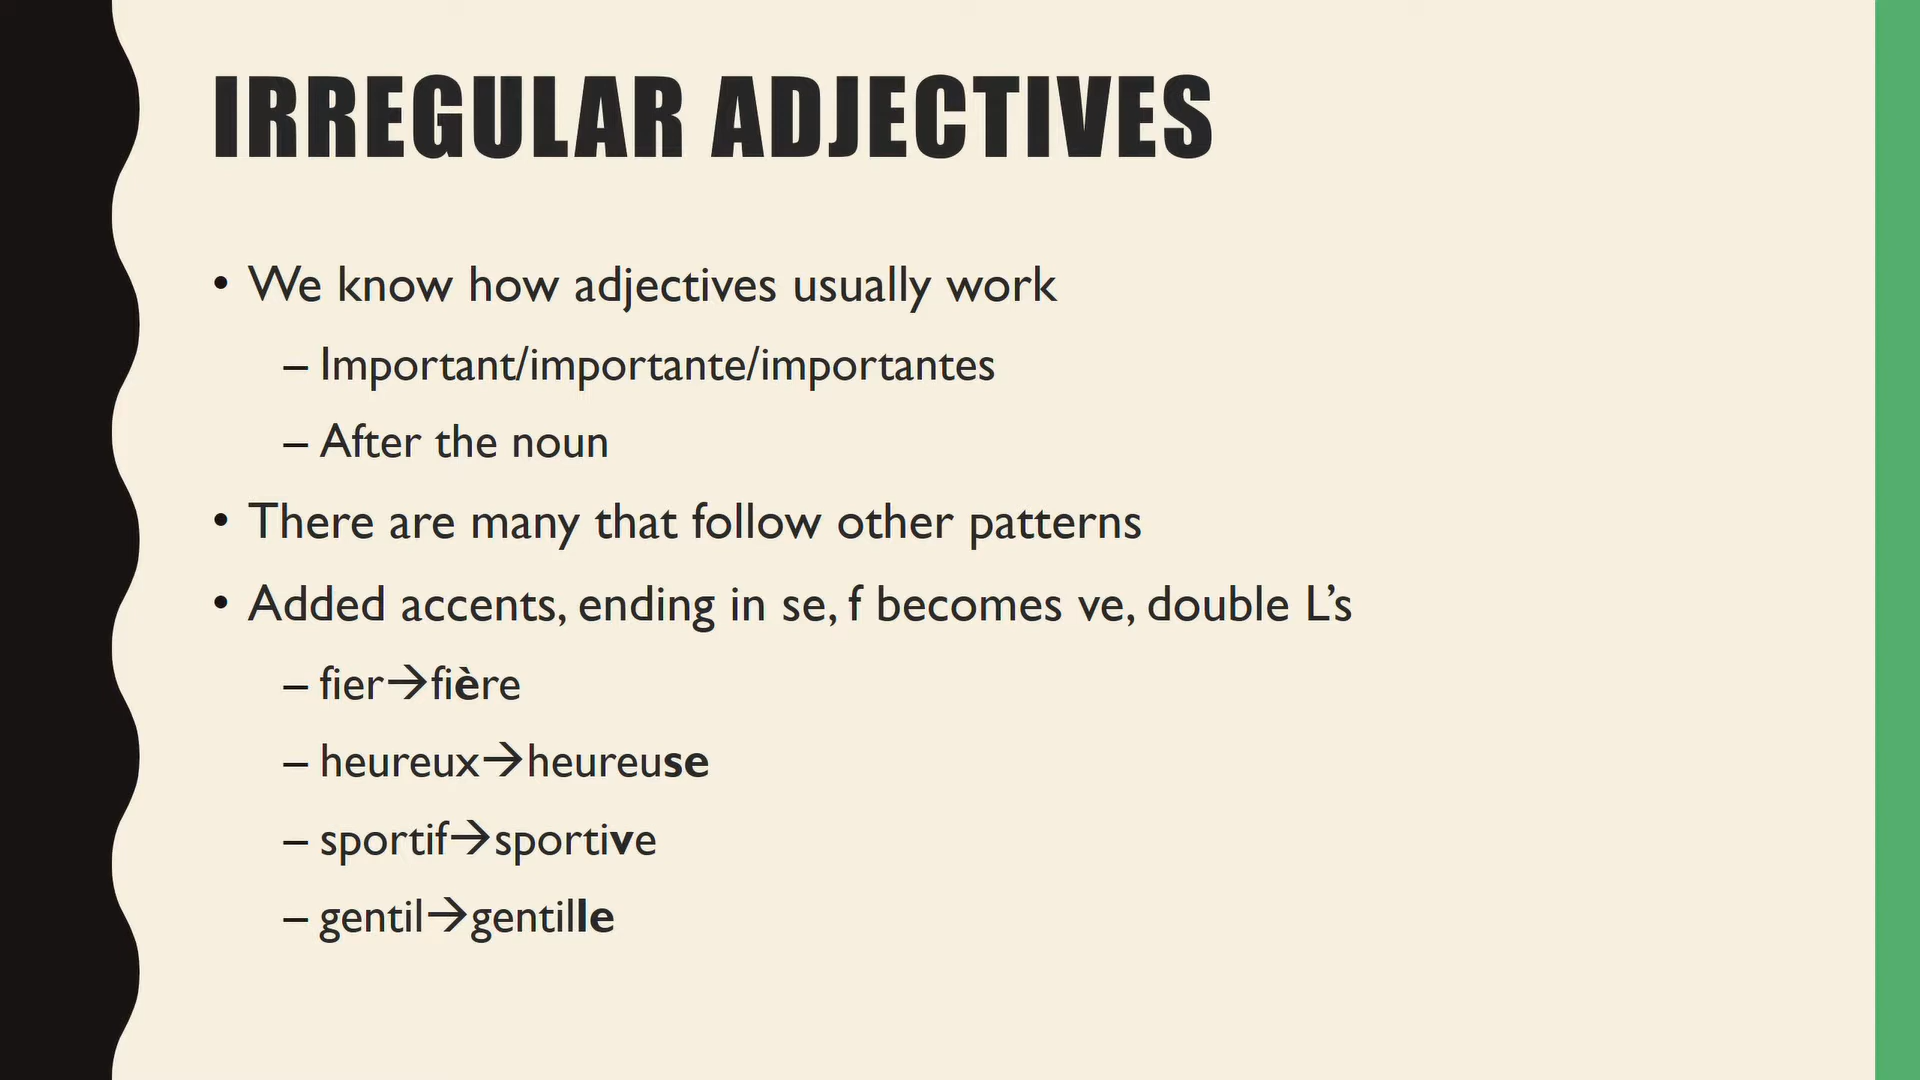 IRREGULAR ADJECTIVES
• We know how adjectives usually work
– Important/importante/importantes
– After the noun
• There are many that follow other patterns
• Added accents, ending in se, f becomes ve, double L’s
– fier→fière
– heureux→heureuse
– sportif→sportive
– gentil→gentille